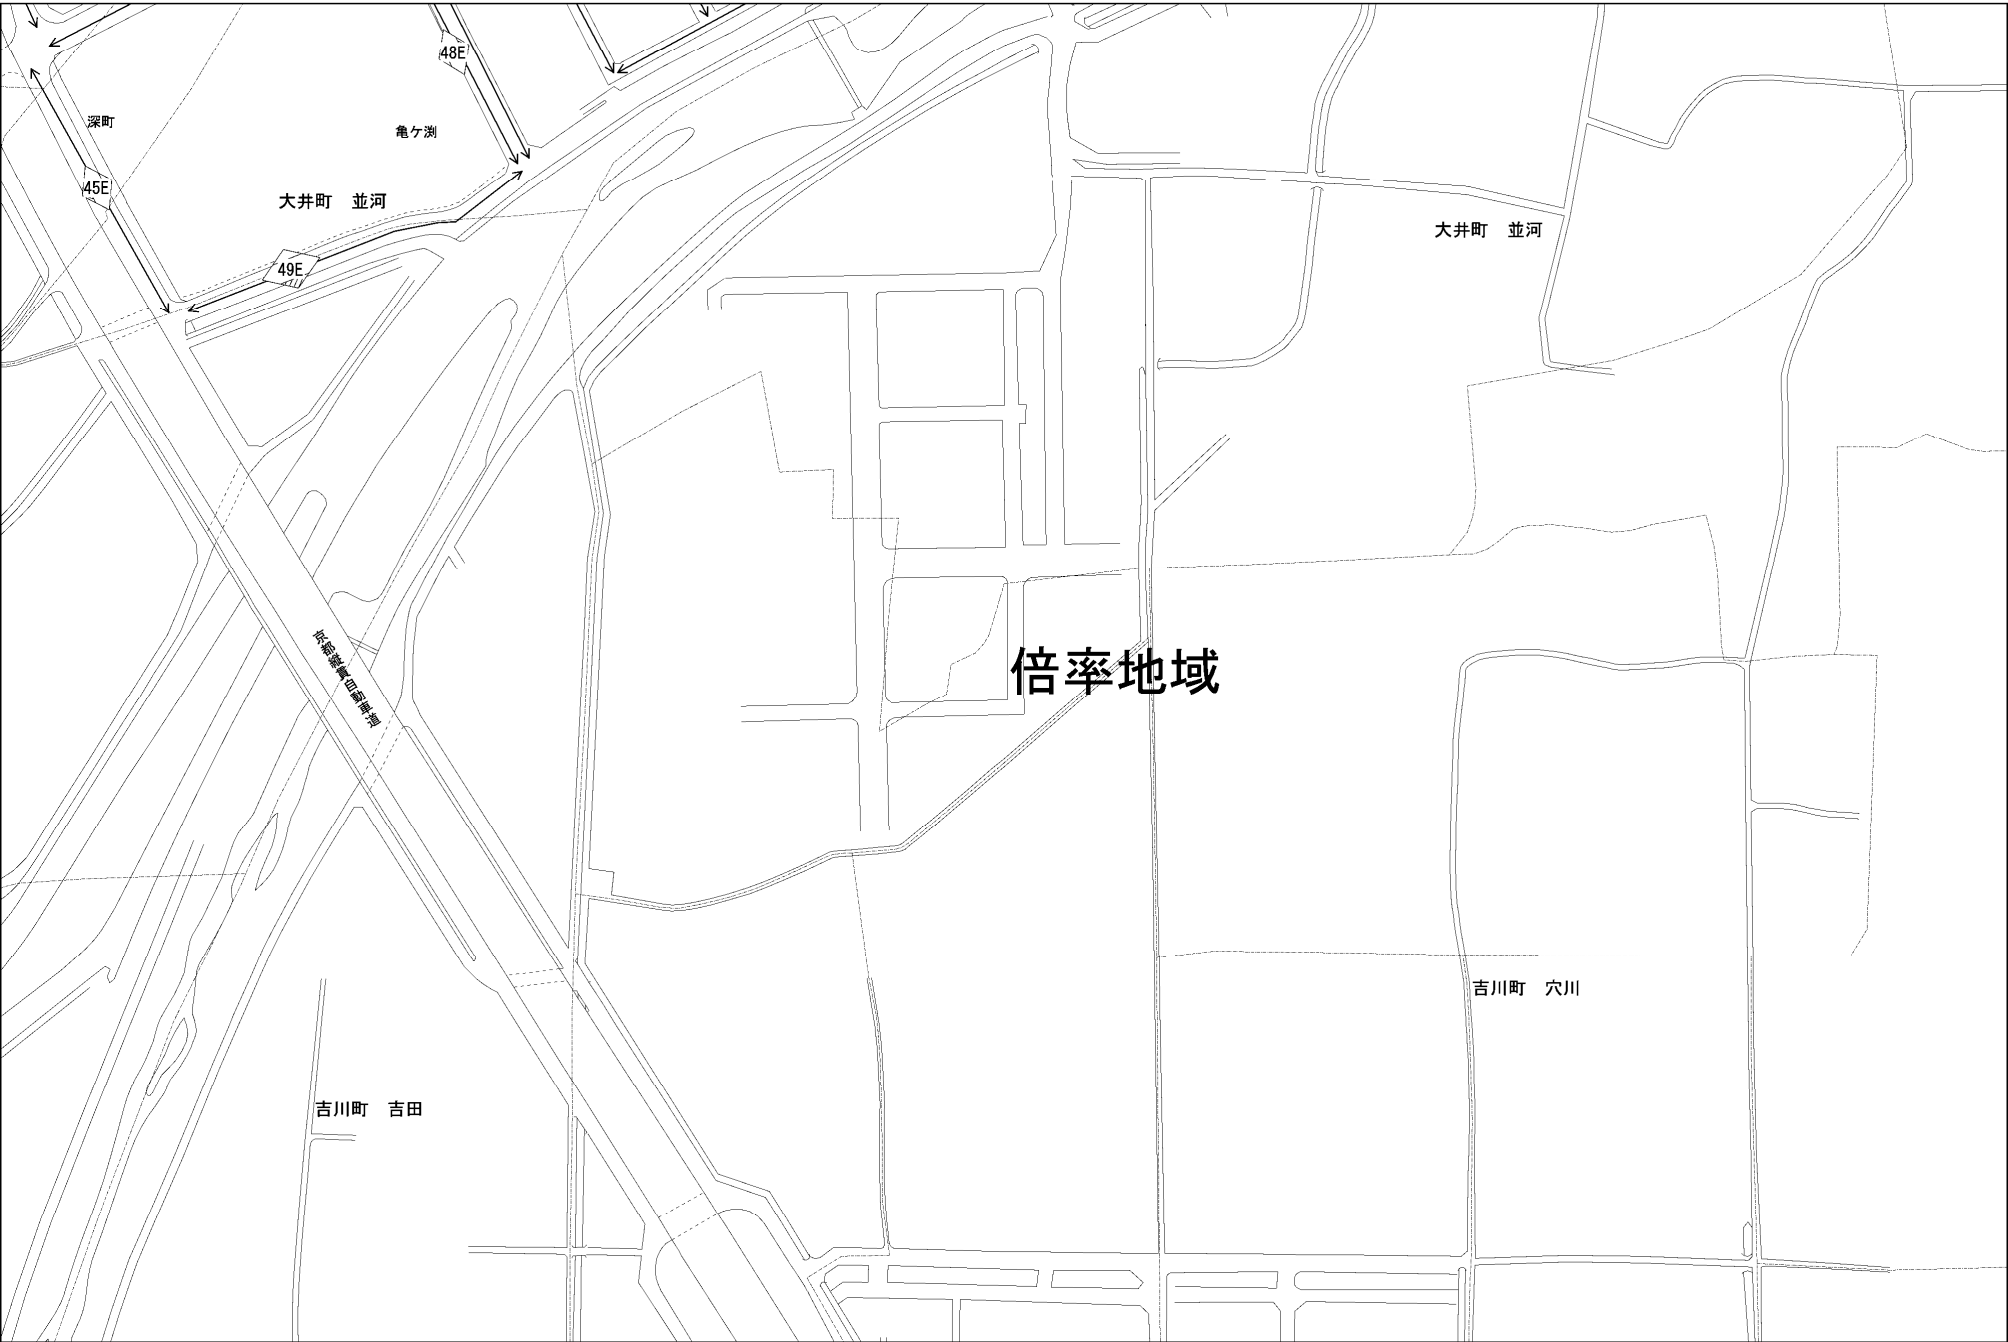 48E
深町
亀ケ渕
45E
大井町　並河
大井町　並河
49E
京都縦貫自動車道
倍率地域
吉川町　穴川
吉川町　吉田